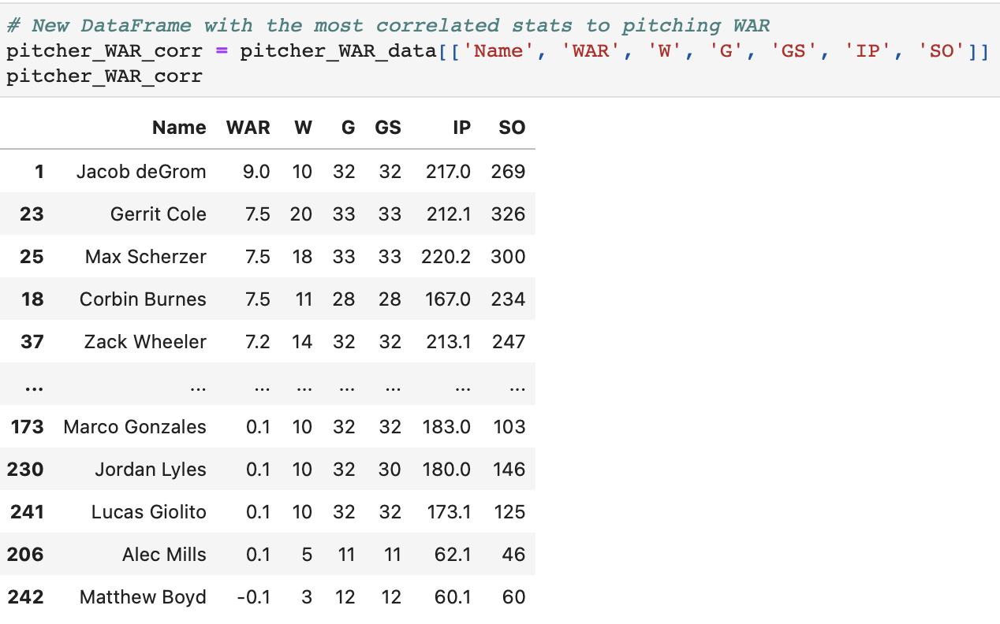 # New DataFrame with the most correlated stats to pitching WAR
pitcher_WAR_corr = pitcher_WAR_data[['Name', 'WAR', 'W', 'G', 'GS', 'IP', 'SO']]
pitcher_WAR_corr
Name WAR W G GS IP SO
1 Jacob deGrom 9.0 10 32 32 217.0 269
23 Gerrit Cole 7.5 20 33 33 212.1 326
25 Max Scherzer 7.5 18 33 33 220.2 300
18 Corbin Burnes 7.5 11 28 28 167.0 234
37 Zack Wheeler 7.2 14 32 32 213.1 247
... ... ... ... ... ... ... ...
173 Marco Gonzales 0.1 10 32 32 183.0 103
230 Jordan Lyles 0.1 10 32 30 180.0 146
241 Lucas Giolito 0.1 10 32 32 173.1 125
206 Alec Mills 0.1 5 11 11 62.1 46
242 Matthew Boyd -0.1 3 12 12 60.1 60